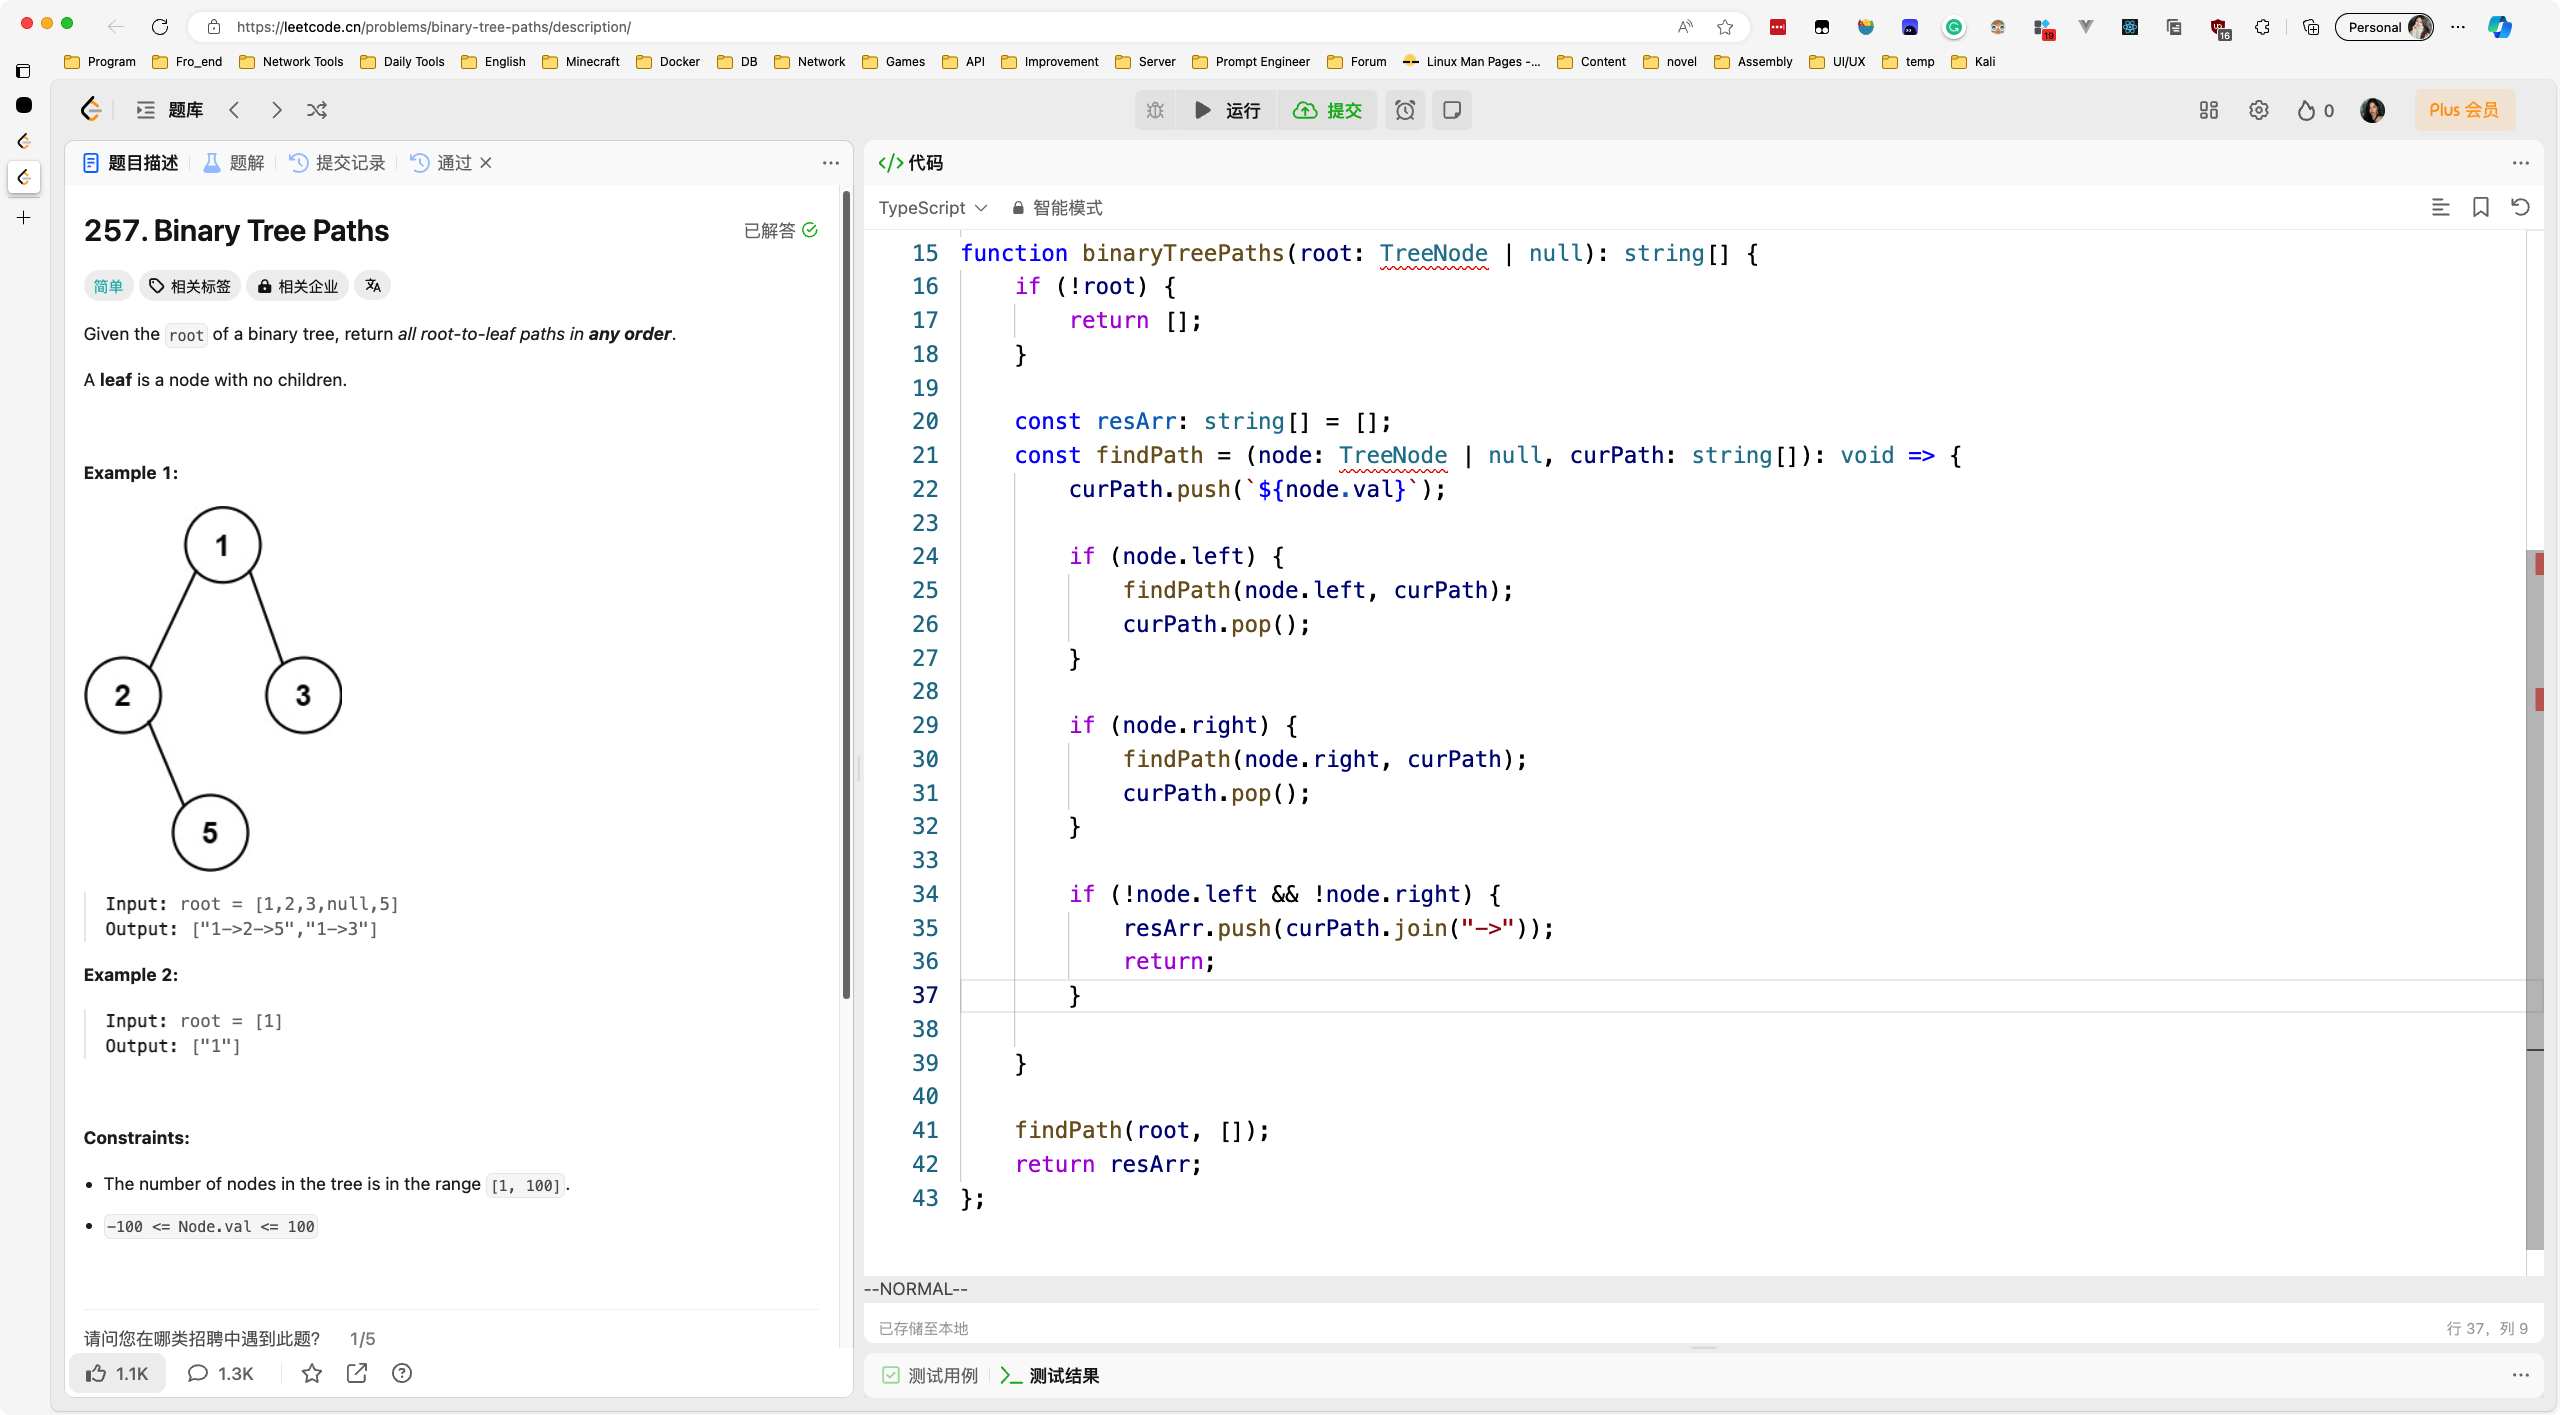 https://leetcode.cn/problems/binary-tree-paths/description/
19
16
Personal
Program
Fro_end
Network Tools
Daily Tools
English
Minecraft
Docker
DB
Network
Games
API
Improvement
Server
Prompt Engineer
Forum
Linux Man Pages -...
Content
novel
Assembly
UI/UX
temp
Kali
题库
运行
提交
0
Plus 会员
题目描述
题解
提交记录
通过
257. Binary Tree Paths
已解答
简单
相关标签
相关企业
Given the root of a binary tree, return all root-to-leaf paths in any order.
A leaf is a node with no children.
Example 1:
1
2
3
5
Input: root = [1,2,3,null,5]
Output: ["1->2->5","1->3"]
Example 2:
Input: root = [1]
Output: ["1"]
Constraints:
• The number of nodes in the tree is in the range [1, 100].
• -100 <= Node.val <= 100
请问您在哪类招聘中遇到此题? 1/5
1.1K
1.3K
</> 代码
TypeScript
智能模式
15 function binaryTreePaths(root: TreeNode | null): string[] {
16     if (!root) {
17         return [];
18     }
19
20     const resArr: string[] = [];
21     const findPath = (node: TreeNode | null, curPath: string[]): void => {
22         curPath.push(`${node.val}`);
23
24         if (node.left) {
25             findPath(node.left, curPath);
26             curPath.pop();
27         }
28
29         if (node.right) {
30             findPath(node.right, curPath);
31             curPath.pop();
32         }
33
34         if (!node.left && !node.right) {
35             resArr.push(curPath.join("->"));
36             return;
37         }
38
39     }
40
41     findPath(root, []);
42     return resArr;
43 };
--NORMAL--
已存储至本地
行 37, 列 9
测试用例
测试结果